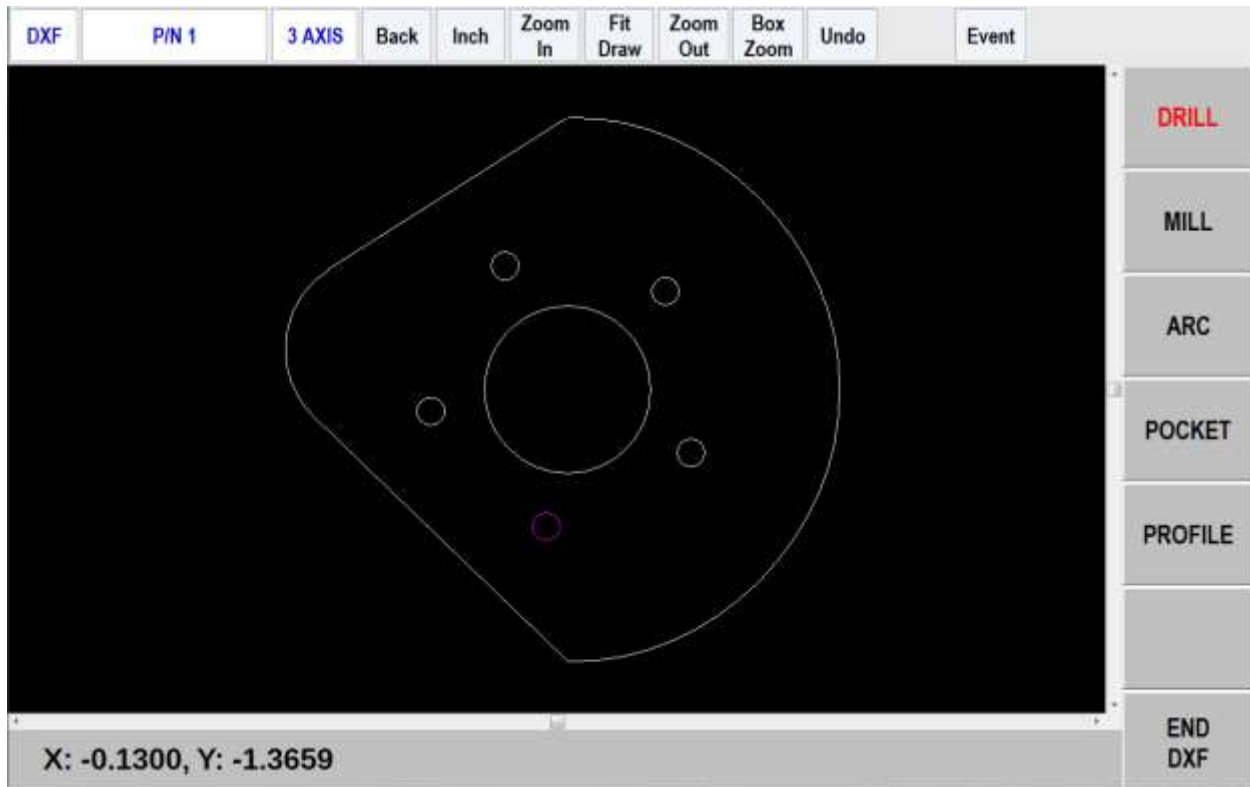 DXF
P/N 1
3 AXIS
Back
Inch
Zoom
In
Fit
Draw
Zoom
Out
Box
Zoom
Undo
Event
DRILL
MILL
ARC
POCKET
PROFILE
END
DXF
X: -0.1300, Y: -1.3659